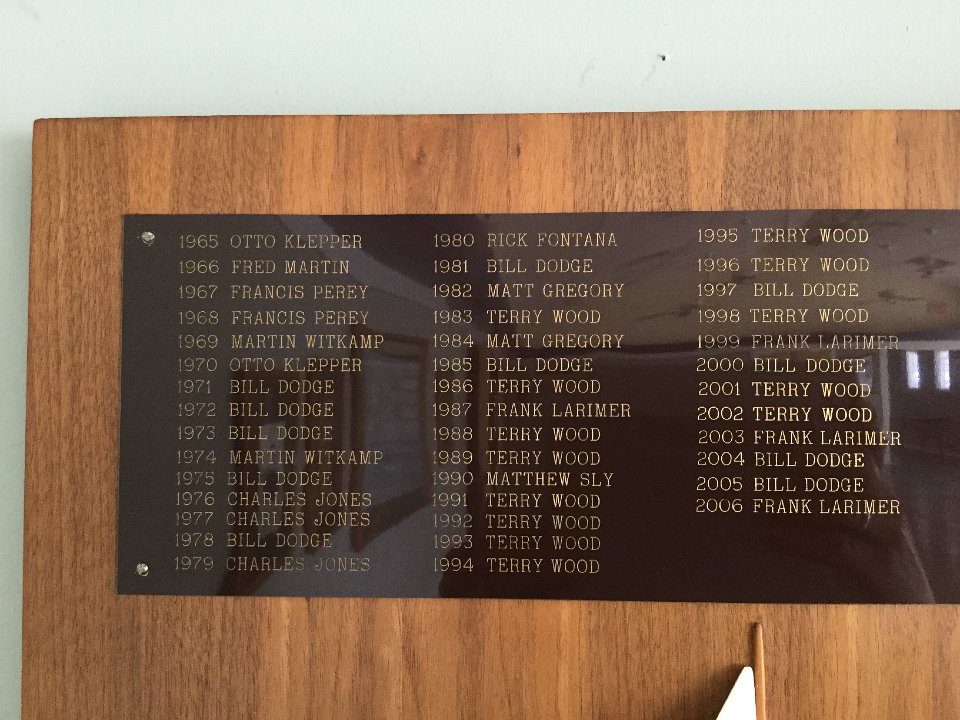 1965 OTTO KLEPPER
1966 FRED MARTIN
1967 FRANCIS PEREY
1968 FRANCIS PEREY
1969 MARTIN WITKAMP
1970 OTTO KLEPPER
1971 BILL DODGE
1972 BILL DODGE
1973 BILL DODGE
1974 MARTIN WITKAMP
1975 BILL DODGE
1976 CHARLES JONES
1977 CHARLES JONES
1978 BILL DODGE
1979 CHARLES JONES
1980 RICK FONTANA
1981 BILL DODGE
1982 MATT GREGORY
1983 TERRY WOOD
1984 MATT GREGORY
1985 BILL DODGE
1986 TERRY WOOD
1987 FRANK LARIMER
1988 TERRY WOOD
1989 TERRY WOOD
1990 MATTHEW SLY
1991 TERRY WOOD
1992 TERRY WOOD
1993 TERRY WOOD
1994 TERRY WOOD
1995 TERRY WOOD
1996 TERRY WOOD
1997 BILL DODGE
1998 TERRY WOOD
1999 FRANK LARIMER
2000 BILL DODGE
2001 TERRY WOOD
2002 TERRY WOOD
2003 FRANK LARIMER
2004 BILL DODGE
2005 BILL DODGE
2006 FRANK LARIMER